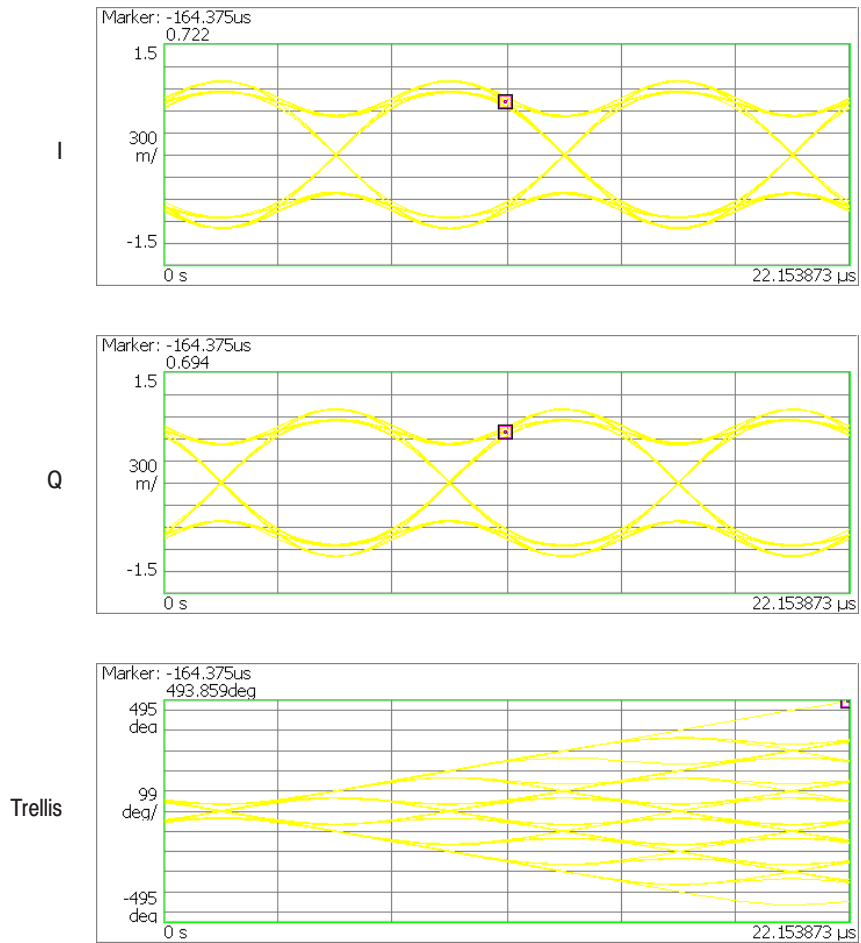 Marker: -164.375us
0.722
1.5
300
m/
-1.5
0 s
22.153873 µs
I
Marker: -164.375us
0.694
1.5
300
m/
-1.5
0 s
22.153873 µs
Q
Marker: -164.375us
493.859deg
495
deg
99
deg/
-495
deg
0 s
22.153873 µs
Trellis